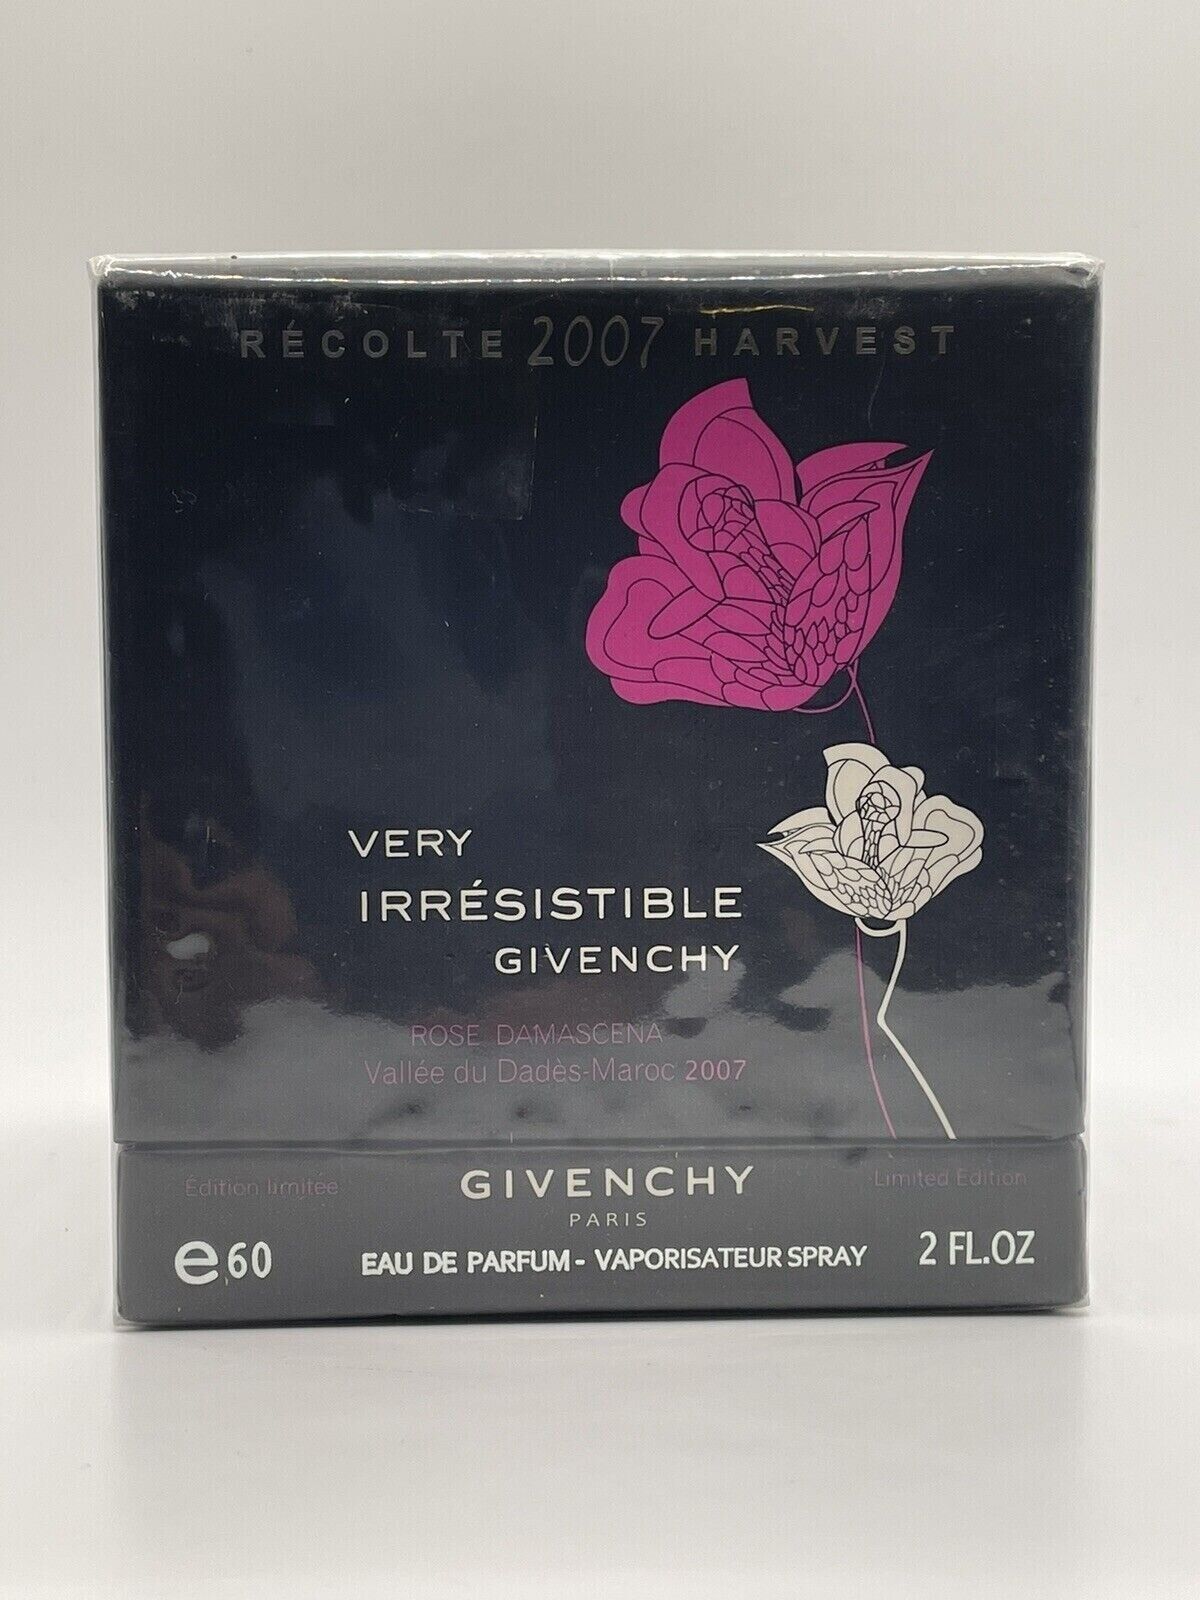 RÉCOLTE 2007 HARVEST
VERY
IRRÉSISTIBLE
GIVENCHY
ROSE DAMASCENA
Vallée du Dadès-Maroc 2007
Édition limitée
GIVENCHY
Limited Edition
PARIS
e60
EAU DE PARFUM - VAPORISATEUR SPRAY
2 FL.OZ